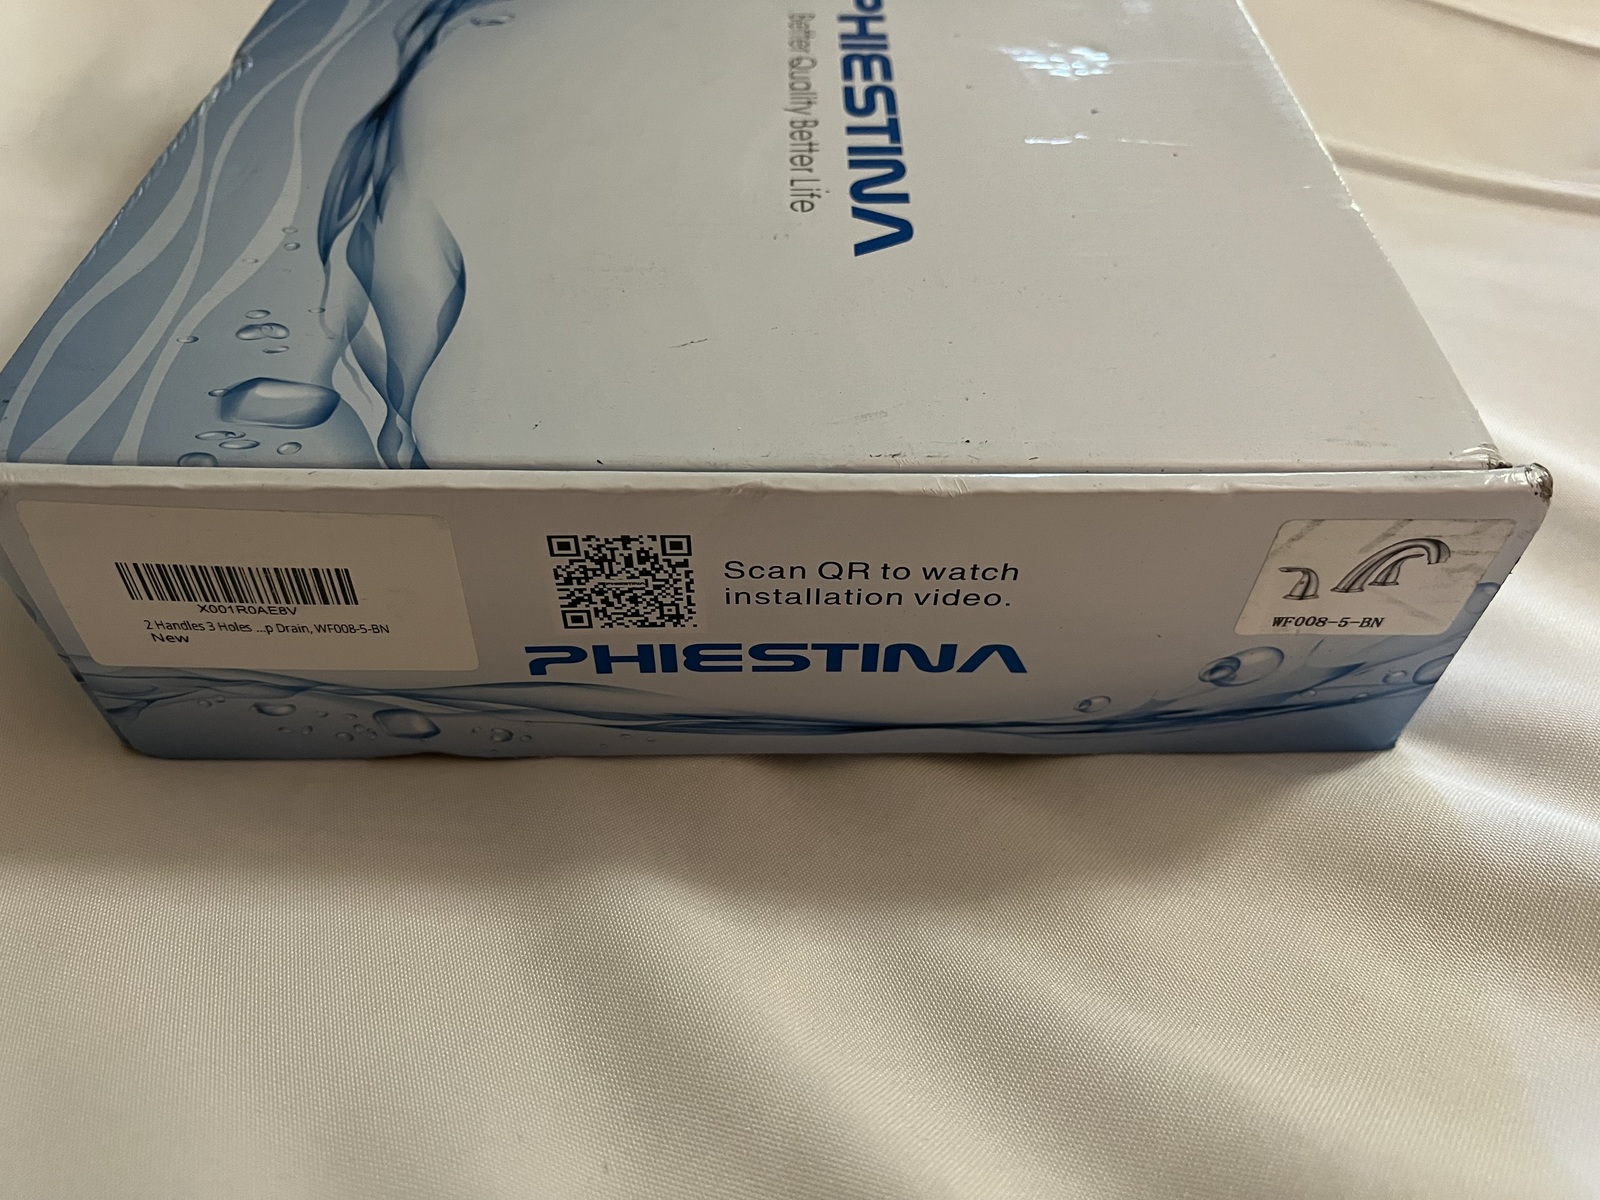 PHIESTINA
Better Quality Better Life
X001R0AE8V
2 Handles 3 Holes ...p Drain, WF008-5-BN
New
Scan QR to watch
installation video.
PHIESTINA
WF008-5-BN